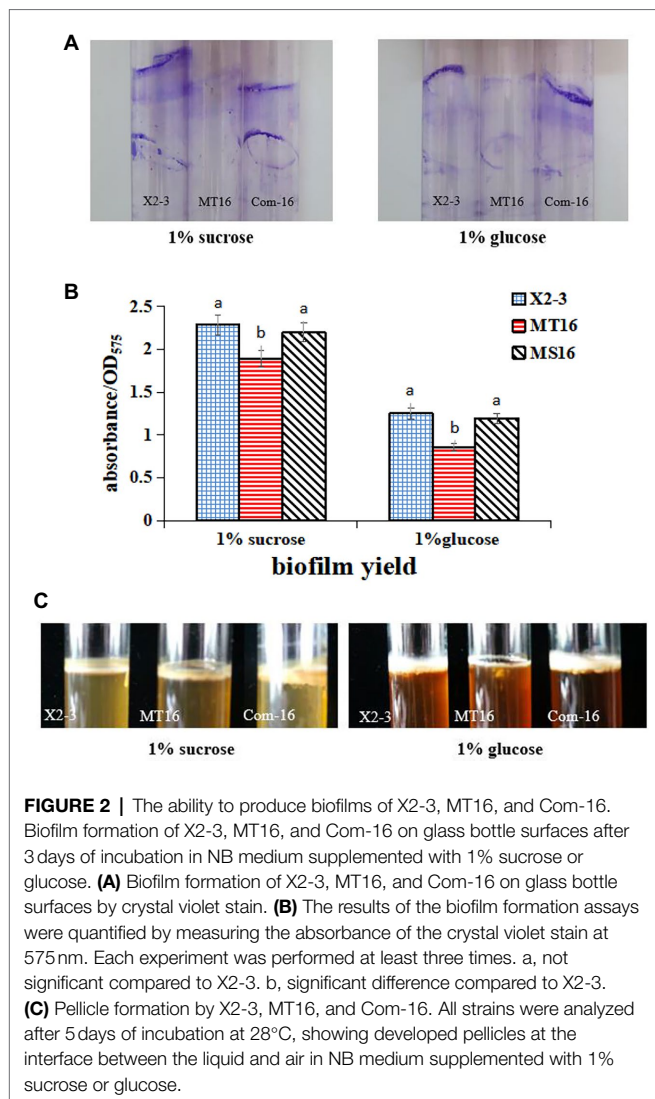 A
X2-3 MT16 Com-16
X2-3 MT16 Com-16
1% sucrose
1% glucose
B
absorbance/OD575
2.5
2
1.5
1
0.5
0
a
b
a
a
b
a
X2-3
MT16
MS16
1% sucrose
1%glucose
biofilm yield
C
X2-3 MT16 Com-16
X2-3 MT16 Com-16
1% sucrose
1% glucose
FIGURE 2 | The ability to produce biofilms of X2-3, MT16, and Com-16.
Biofilm formation of X2-3, MT16, and Com-16 on glass bottle surfaces after
3 days of incubation in NB medium supplemented with 1% sucrose or
glucose. (A) Biofilm formation of X2-3, MT16, and Com-16 on glass bottle
surfaces by crystal violet stain. (B) The results of the biofilm formation assays
were quantified by measuring the absorbance of the crystal violet stain at
575 nm. Each experiment was performed at least three times. a, not
significant compared to X2-3. b, significant difference compared to X2-3.
(C) Pellicle formation by X2-3, MT16, and Com-16. All strains were analyzed
after 5 days of incubation at 28°C, showing developed pellicles at the
interface between the liquid and air in NB medium supplemented with 1%
sucrose or glucose.